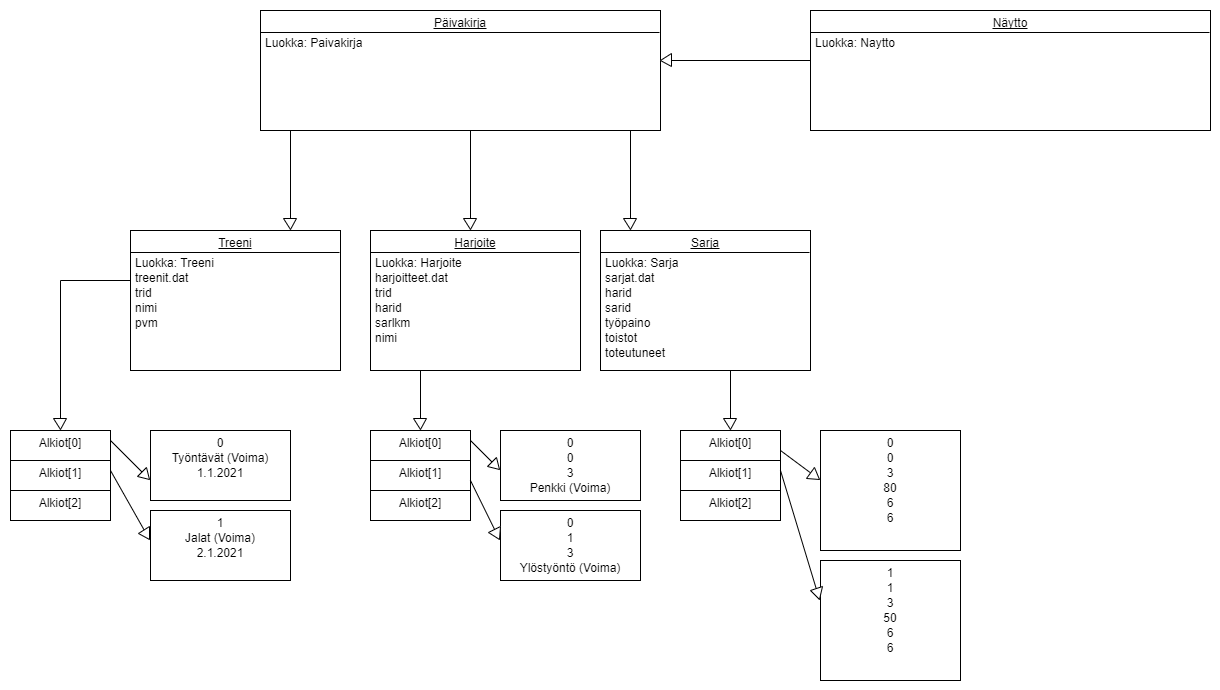 Päivakirja
Luokka: Paivakirja
Näytto
Luokka: Naytto
Treeni
Luokka: Treeni
treenit.dat
trid
nimi
pvm
Harjoite
Luokka: Harjoite
harjoitteet.dat
trid
harid
sarlkm
nimi
Sarja
Luokka: Sarja
sarjat.dat
harid
sarid
työpaino
toistot
toteutuneet
Alkiot[0]
Alkiot[1]
Alkiot[2]
0
Työntävät (Voima)
1.1.2021
1
Jalat (Voima)
2.1.2021
Alkiot[0]
Alkiot[1]
Alkiot[2]
0
0
3
Penkki (Voima)
0
1
3
Ylöstyöntö (Voima)
Alkiot[0]
Alkiot[1]
Alkiot[2]
0
0
3
80
6
6
1
1
3
50
6
6